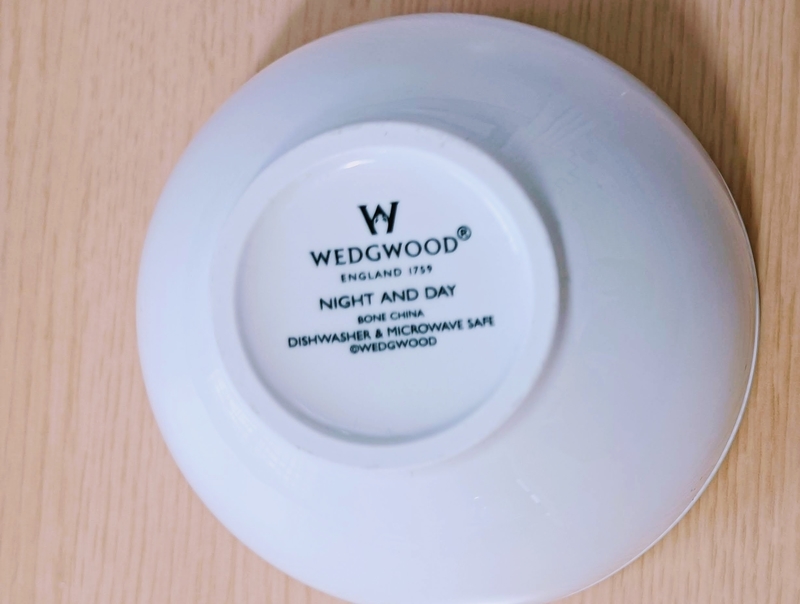 W
WEDGWOOD®
ENGLAND 1759
NIGHT AND DAY
BONE CHINA
DISHWASHER & MICROWAVE SAFE
©WEDGWOOD